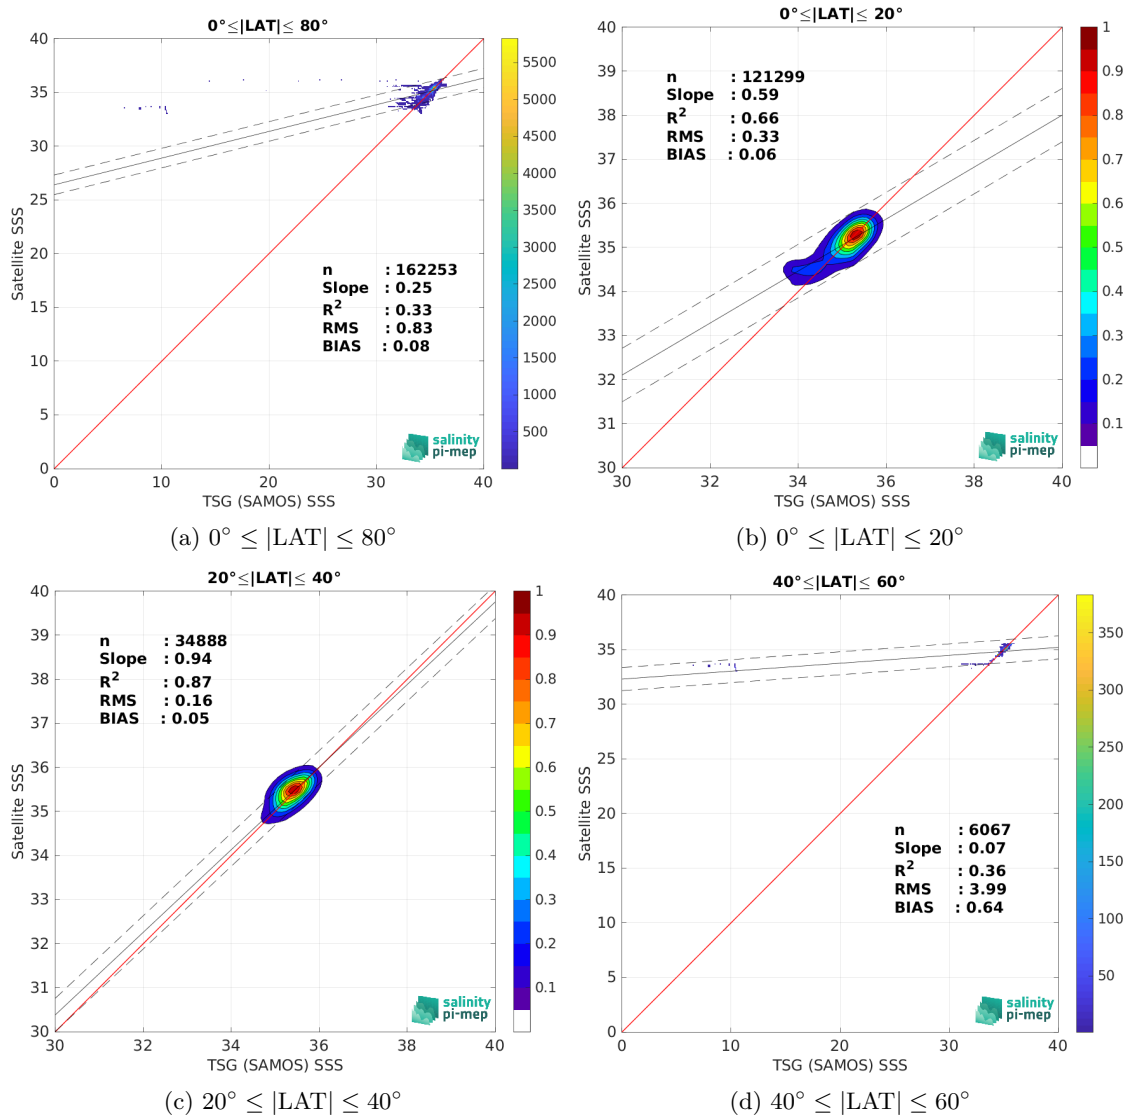 0°≤|LAT|≤ 80°
40
35
30
25
20
15
10
5
0
0
10
20
30
40
Satellite SSS
TSG (SAMOS) SSS
n : 162253
Slope : 0.25
R² : 0.33
RMS : 0.83
BIAS : 0.08
5500
5000
4500
4000
3500
3000
2500
2000
1500
1000
500
salinity
pi-mep
(a) 0° ≤ |LAT| ≤ 80°
0°≤|LAT|≤ 20°
40
39
38
37
36
35
34
33
32
31
30
30
32
34
36
38
40
Satellite SSS
TSG (SAMOS) SSS
n : 121299
Slope : 0.59
R² : 0.66
RMS : 0.33
BIAS : 0.06
1
0.9
0.8
0.7
0.6
0.5
0.4
0.3
0.2
0.1
salinity
pi-mep
(b) 0° ≤ |LAT| ≤ 20°
20°≤|LAT|≤ 40°
40
39
38
37
36
35
34
33
32
31
30
30
32
34
36
38
40
Satellite SSS
TSG (SAMOS) SSS
n : 34888
Slope : 0.94
R² : 0.87
RMS : 0.16
BIAS : 0.05
1
0.9
0.8
0.7
0.6
0.5
0.4
0.3
0.2
0.1
salinity
pi-mep
(c) 20° ≤ |LAT| ≤ 40°
40°≤|LAT|≤ 60°
40
35
30
25
20
15
10
5
0
0
10
20
30
40
Satellite SSS
TSG (SAMOS) SSS
n : 6067
Slope : 0.07
R² : 0.36
RMS : 3.99
BIAS : 0.64
350
300
250
200
150
100
50
salinity
pi-mep
(d) 40° ≤ |LAT| ≤ 60°